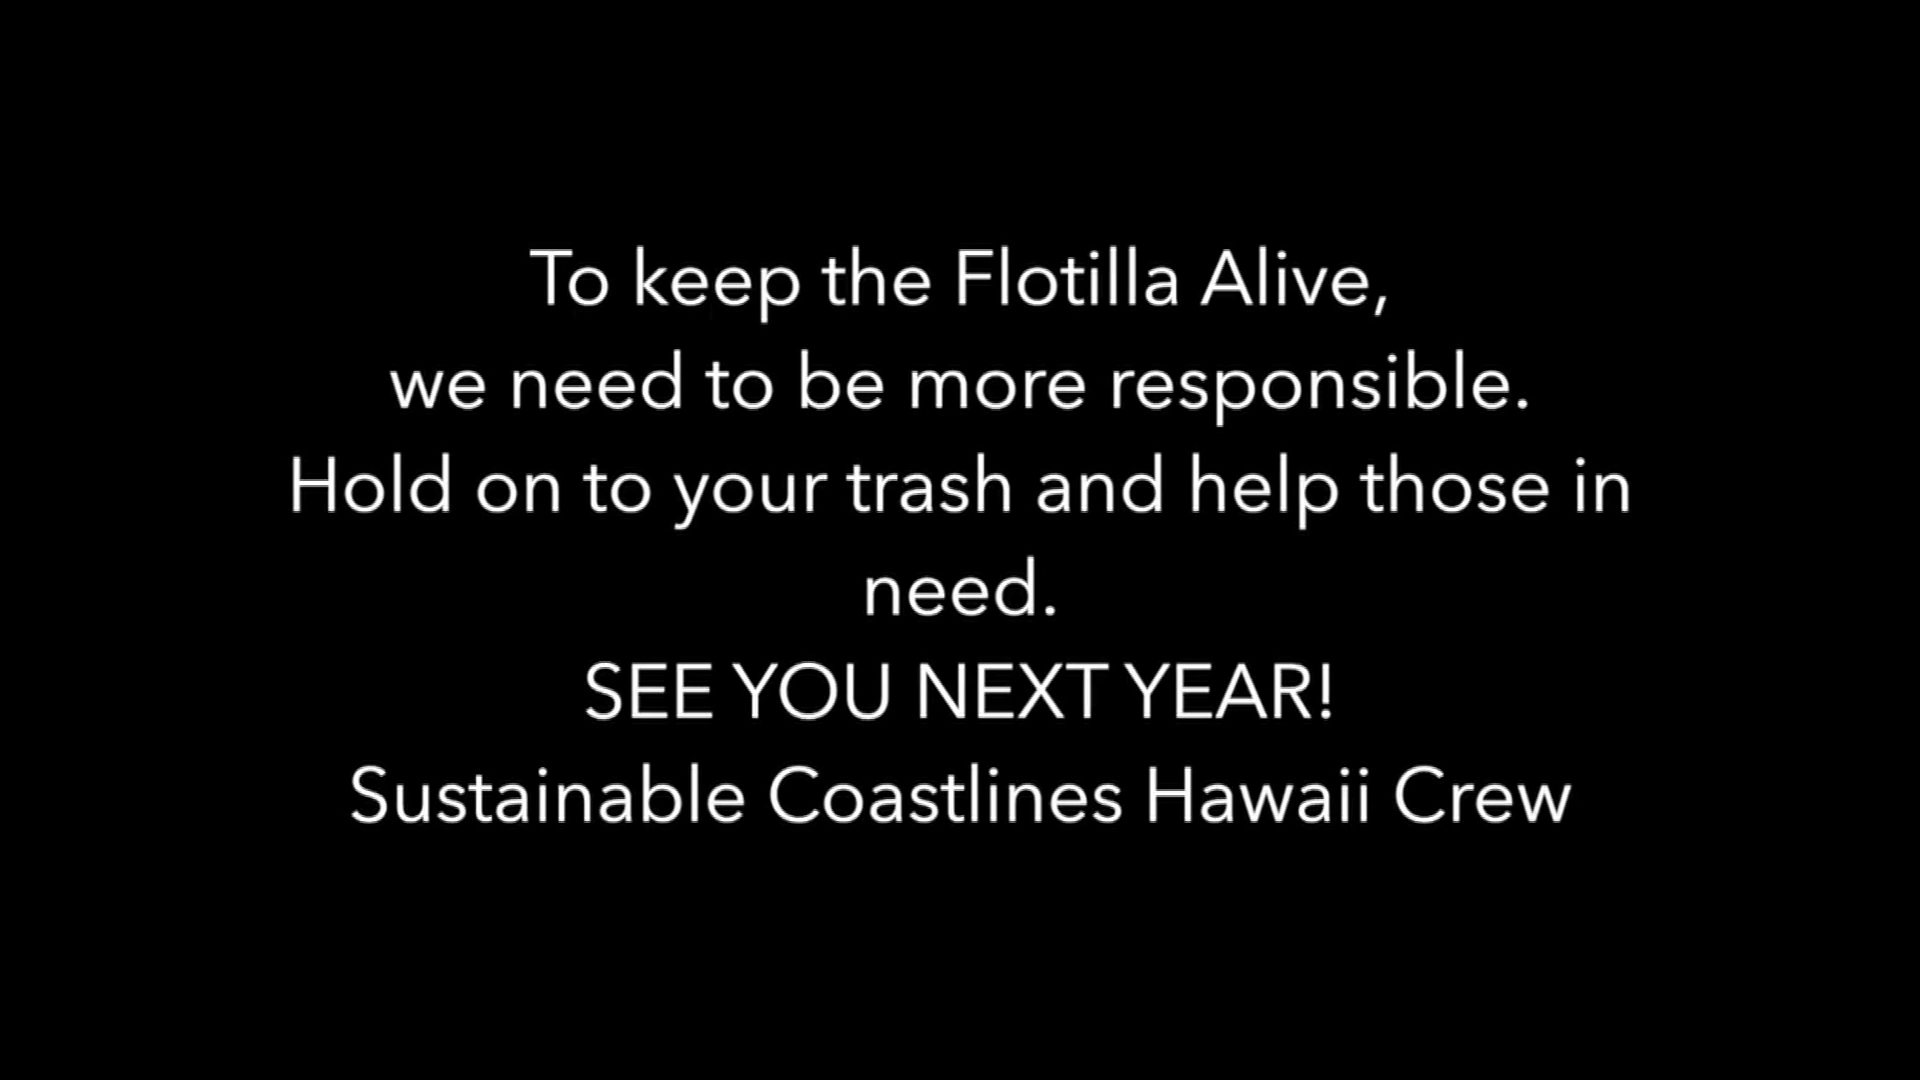 To keep the Flotilla Alive,
we need to be more responsible.
Hold on to your trash and help those in
need.
SEE YOU NEXT YEAR!
Sustainable Coastlines Hawaii Crew